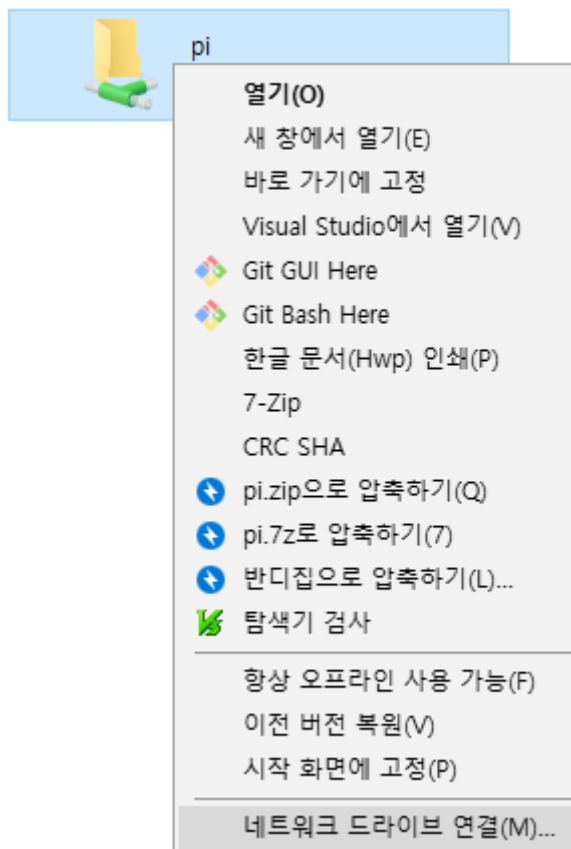 pi
열기(O)
새 창에서 열기(E)
바로 가기에 고정
Visual Studio에서 열기(V)
Git GUI Here
Git Bash Here
한글 문서(Hwp) 인쇄(P)
7-Zip
CRC SHA
pi.zip으로 압축하기(Q)
pi.7z로 압축하기(7)
반디집으로 압축하기(L)...
탐색기 검사
항상 오프라인 사용 가능(F)
이전 버전 복원(V)
시작 화면에 고정(P)
네트워크 드라이브 연결(M)...